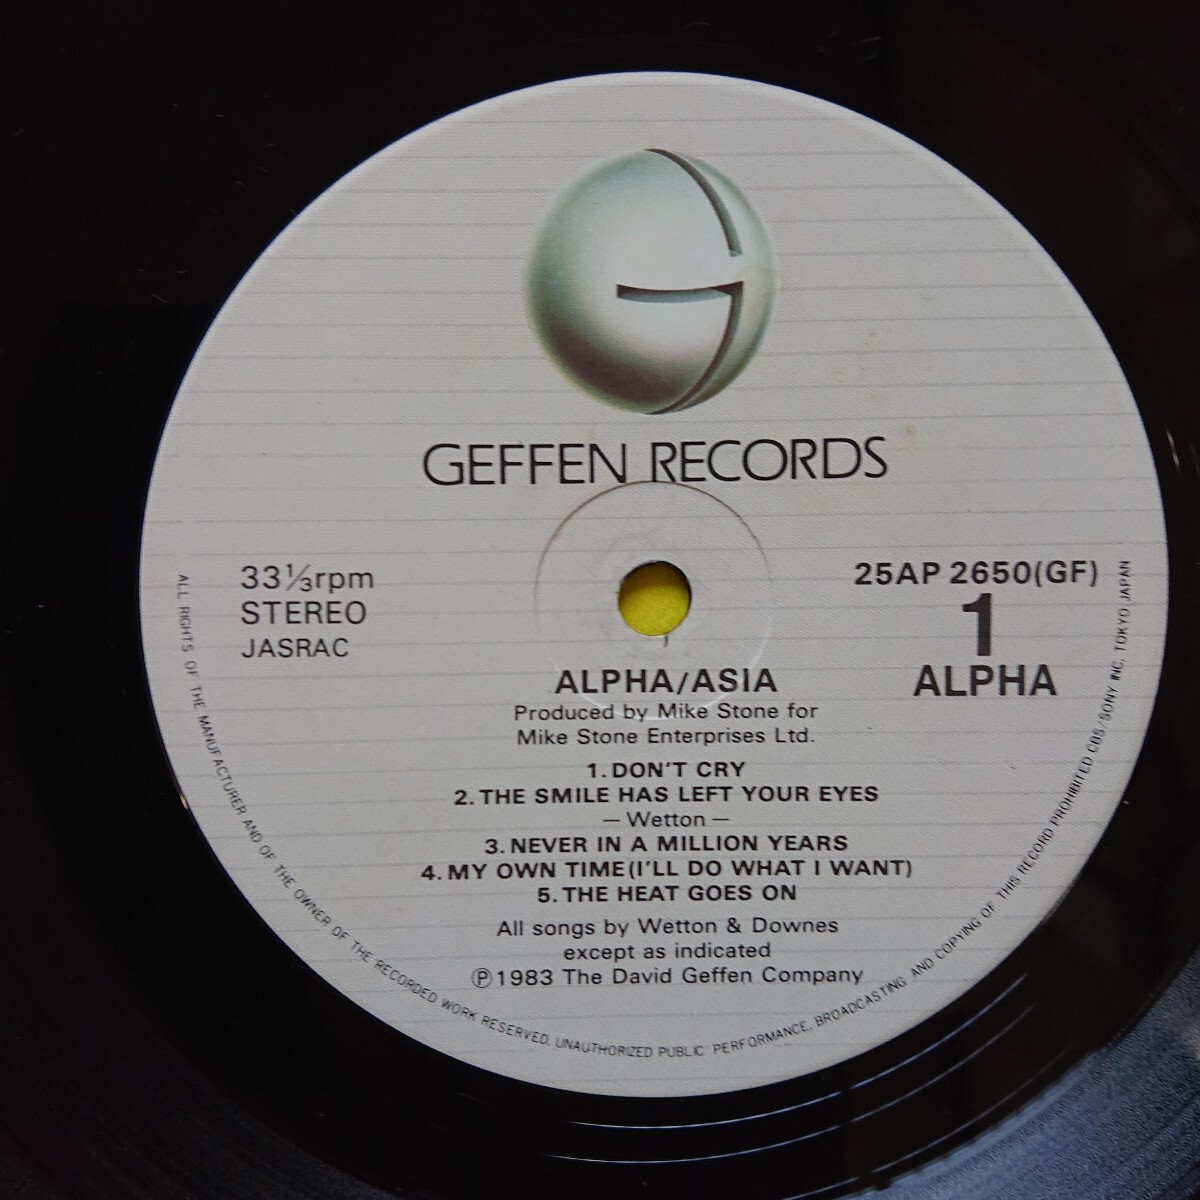 GEFFEN RECORDS
33⅓rpm
STEREO
JASRAC
25AP 2650(GF)
1
ALPHA
ALPHA/ASIA
Produced by Mike Stone for
Mike Stone Enterprises Ltd.
1. DON'T CRY
2. THE SMILE HAS LEFT YOUR EYES
— Wetton —
3. NEVER IN A MILLION YEARS
4. MY OWN TIME (I'LL DO WHAT I WANT)
5. THE HEAT GOES ON
All songs by Wetton & Downes
except as indicated
Ⓟ1983 The David Geffen Company
ALL RIGHTS OF THE MANUFACTURER AND OF THE OWNER OF THE RECORDED WORK RESERVED. UNAUTHORIZED PUBLIC PERFORMANCE, BROADCASTING AND COPYING OF THIS RECORD PROHIBITED CBS/SONY INC. TOKYO JAPAN